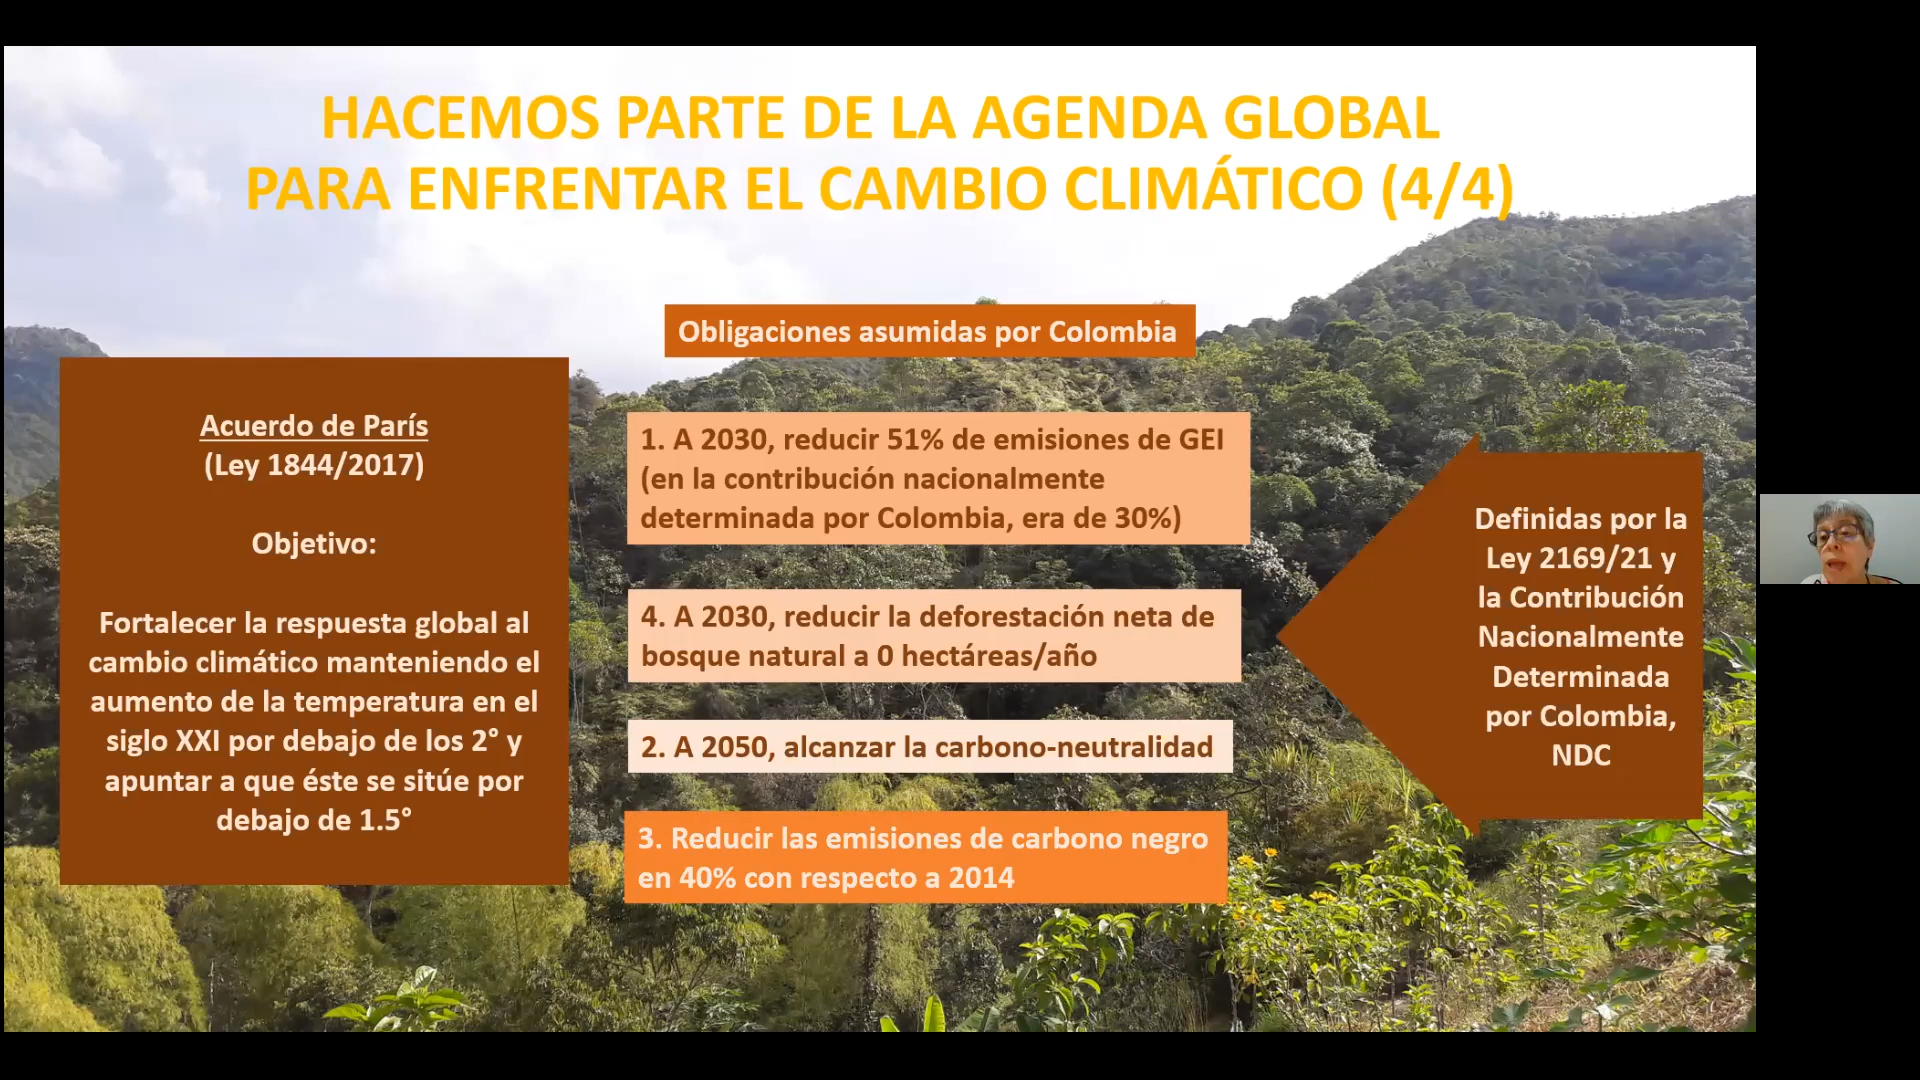 HACEMOS PARTE DE LA AGENDA GLOBAL
PARA ENFRENTAR EL CAMBIO CLIMÁTICO (4/4)
Acuerdo de París
(Ley 1844/2017)
Objetivo:
Fortalecer la respuesta global al
cambio climático manteniendo el
aumento de la temperatura en el
siglo XXI por debajo de los 2° y
apuntar a que éste se sitúe por
debajo de 1.5°
Obligaciones asumidas por Colombia
1. A 2030, reducir 51% de emisiones de GEI
(en la contribución nacionalmente
determinada por Colombia, era de 30%)
4. A 2030, reducir la deforestación neta de
bosque natural a 0 hectáreas/año
2. A 2050, alcanzar la carbono-neutralidad
3. Reducir las emisiones de carbono negro
en 40% con respecto a 2014
Definidas por la
Ley 2169/21 y
la Contribución
Nacionalmente
Determinada
por Colombia,
NDC